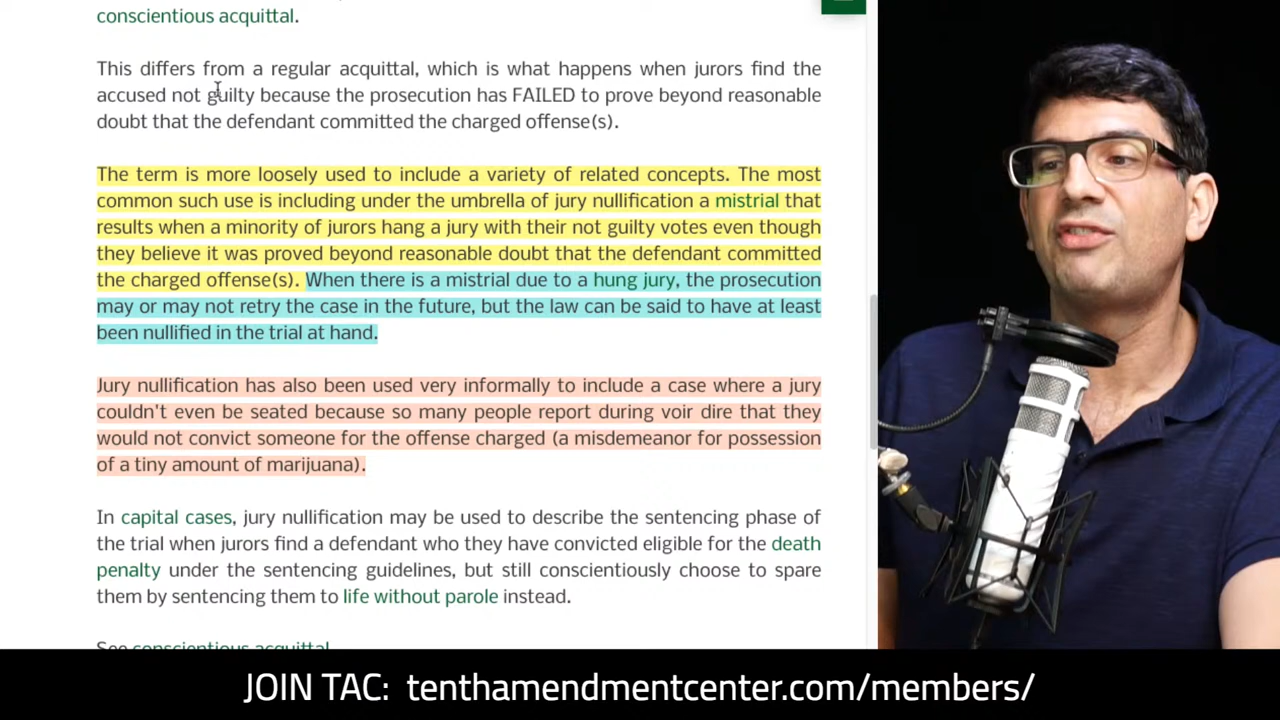 conscientious acquittal.
This differs from a regular acquittal, which is what happens when jurors find the
accused not guilty because the prosecution has FAILED to prove beyond reasonable
doubt that the defendant committed the charged offense(s).
The term is more loosely used to include a variety of related concepts. The most
common such use is including under the umbrella of jury nullification a mistrial that
results when a minority of jurors hang a jury with their not guilty votes even though
they believe it was proved beyond reasonable doubt that the defendant committed
the charged offense(s). When there is a mistrial due to a hung jury, the prosecution
may or may not retry the case in the future, but the law can be said to have at least
been nullified in the trial at hand.
Jury nullification has also been used very informally to include a case where a jury
couldn't even be seated because so many people report during voir dire that they
would not convict someone for the offense charged (a misdemeanor for possession
of a tiny amount of marijuana).
In capital cases, jury nullification may be used to describe the sentencing phase of
the trial when jurors find a defendant who they have convicted eligible for the death
penalty under the sentencing guidelines, but still conscientiously choose to spare
them by sentencing them to life without parole instead.
See conscientious acquittal.
JOIN TAC: tenthamendmentcenter.com/members/